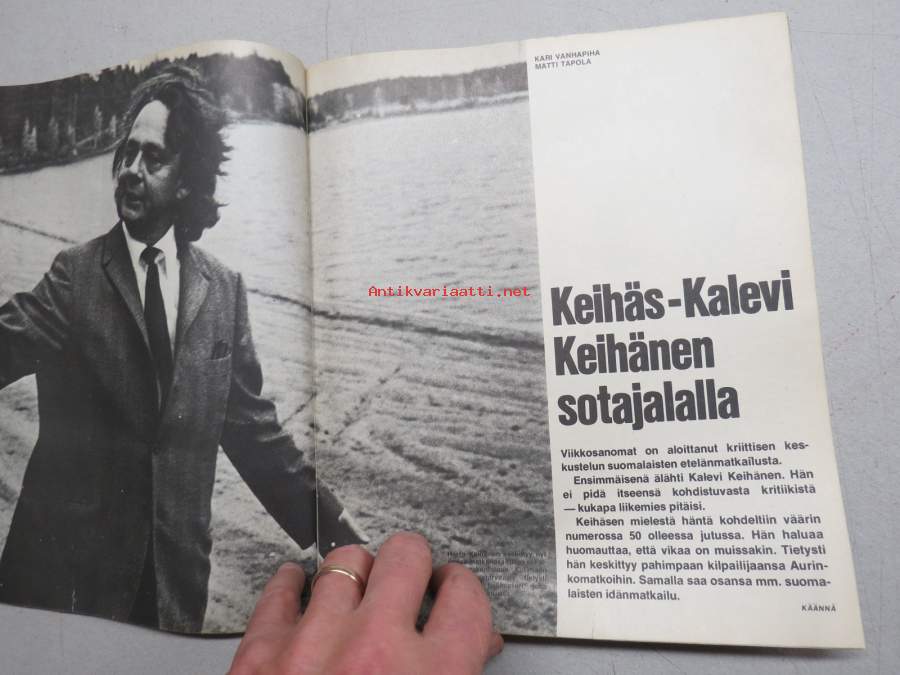 KARI VANHAPIHA
MATTI TAPOLA
Antikvariaatti.net
Keihäs-Kalevi
Keihänen
sotajalalla
Viikkosanomat on aloittanut kriittisen kes-
kustelun suomalaisten etelänmatkailusta.
Ensimmäisenä älähti Kalevi Keihänen. Hän
ei pidä itseensä kohdistuvasta kritiikistä
— kukapa liikemies pitäisi.
Keihäsen mielestä häntä kohdeltiin väärin
numerossa 50 olleessa jutussa. Hän haluaa
huomauttaa, että vikaa on muissakin. Tietysti
hän keskittyy pahimpaan kilpailijaansa Aurin-
komatkoihin. Samalla saa osansa mm. suoma-
laisten idänmatkailu.
KÄÄNNÄ